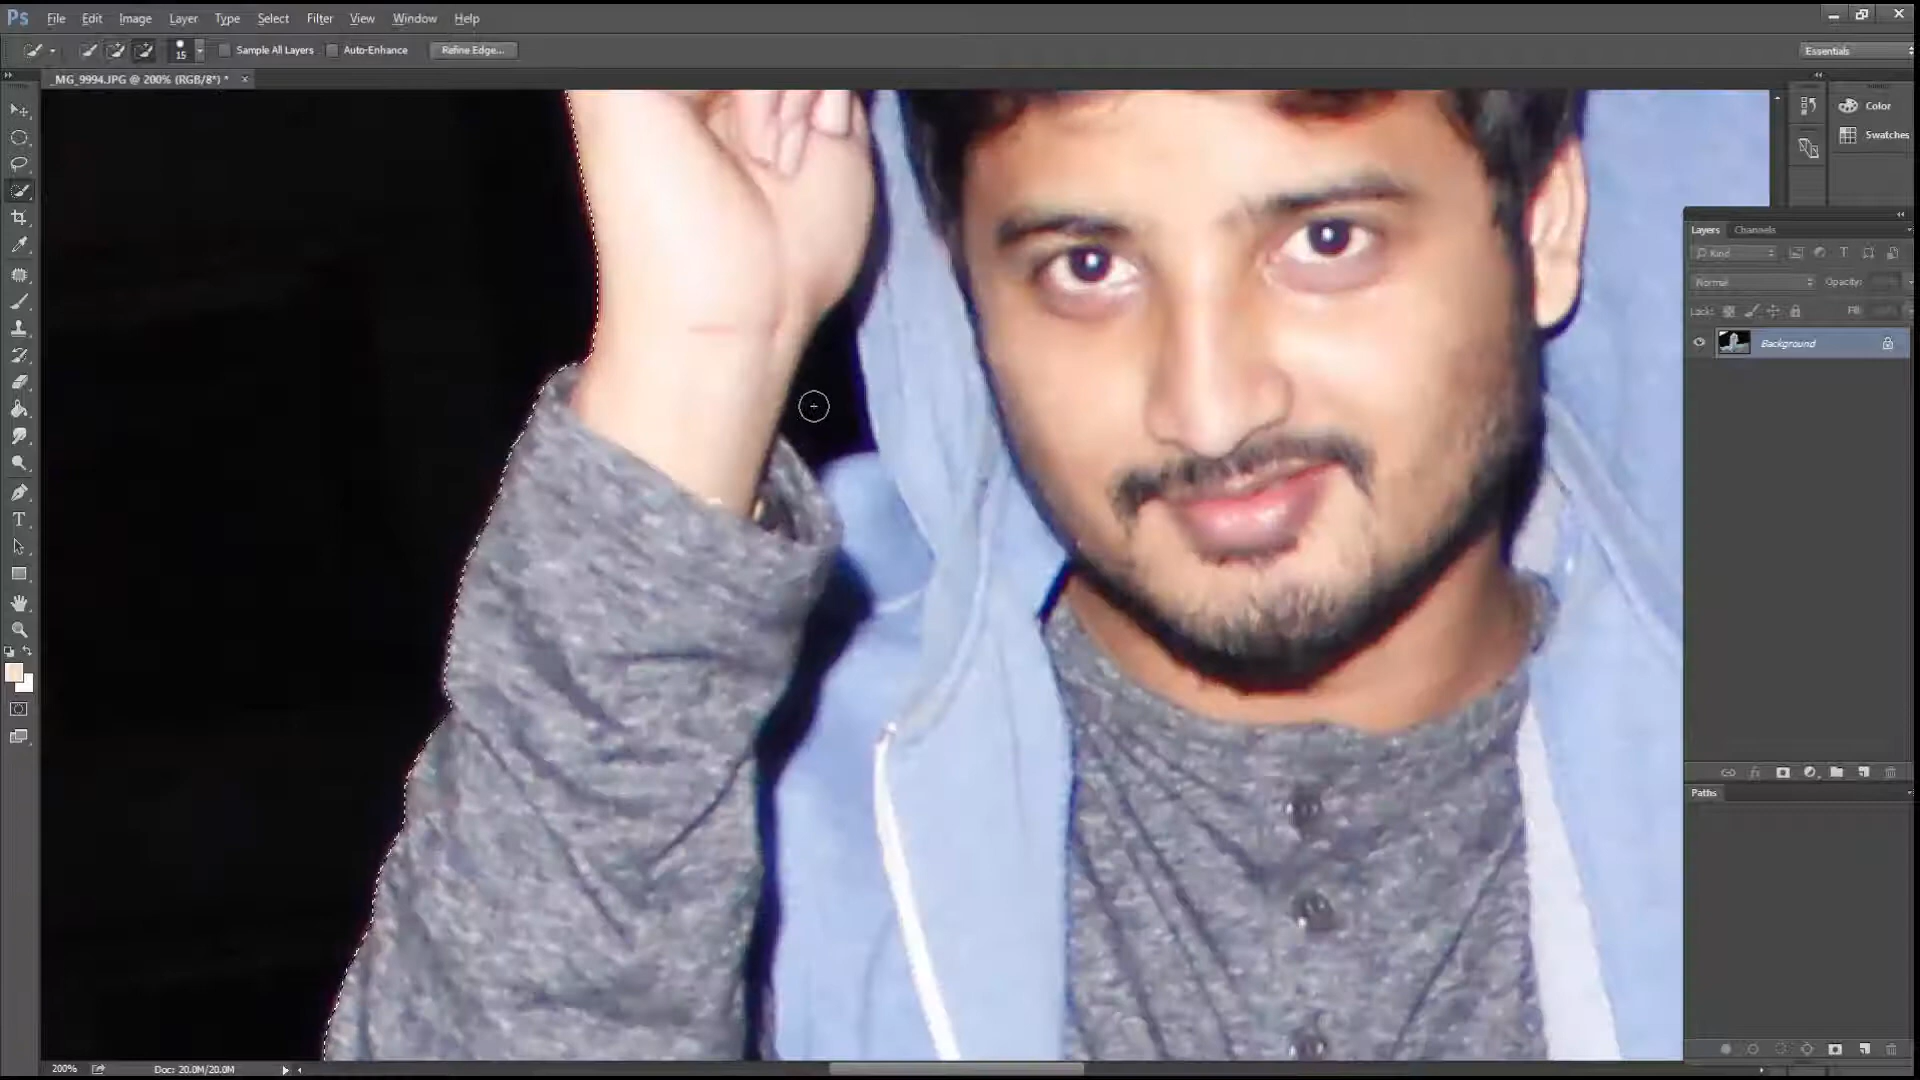 Ps File Edit Image Layer Type Select Filter View Window Help
15 Sample All Layers Auto-Enhance Refine Edge... Essentials
_MG_9994.JPG @ 200% (RGB/8*) *
Color
Swatches
Layers Channels
Kind
Normal Opacity:
Lock: Fill:
Background
Paths
200% Doc: 20.0M/20.0M